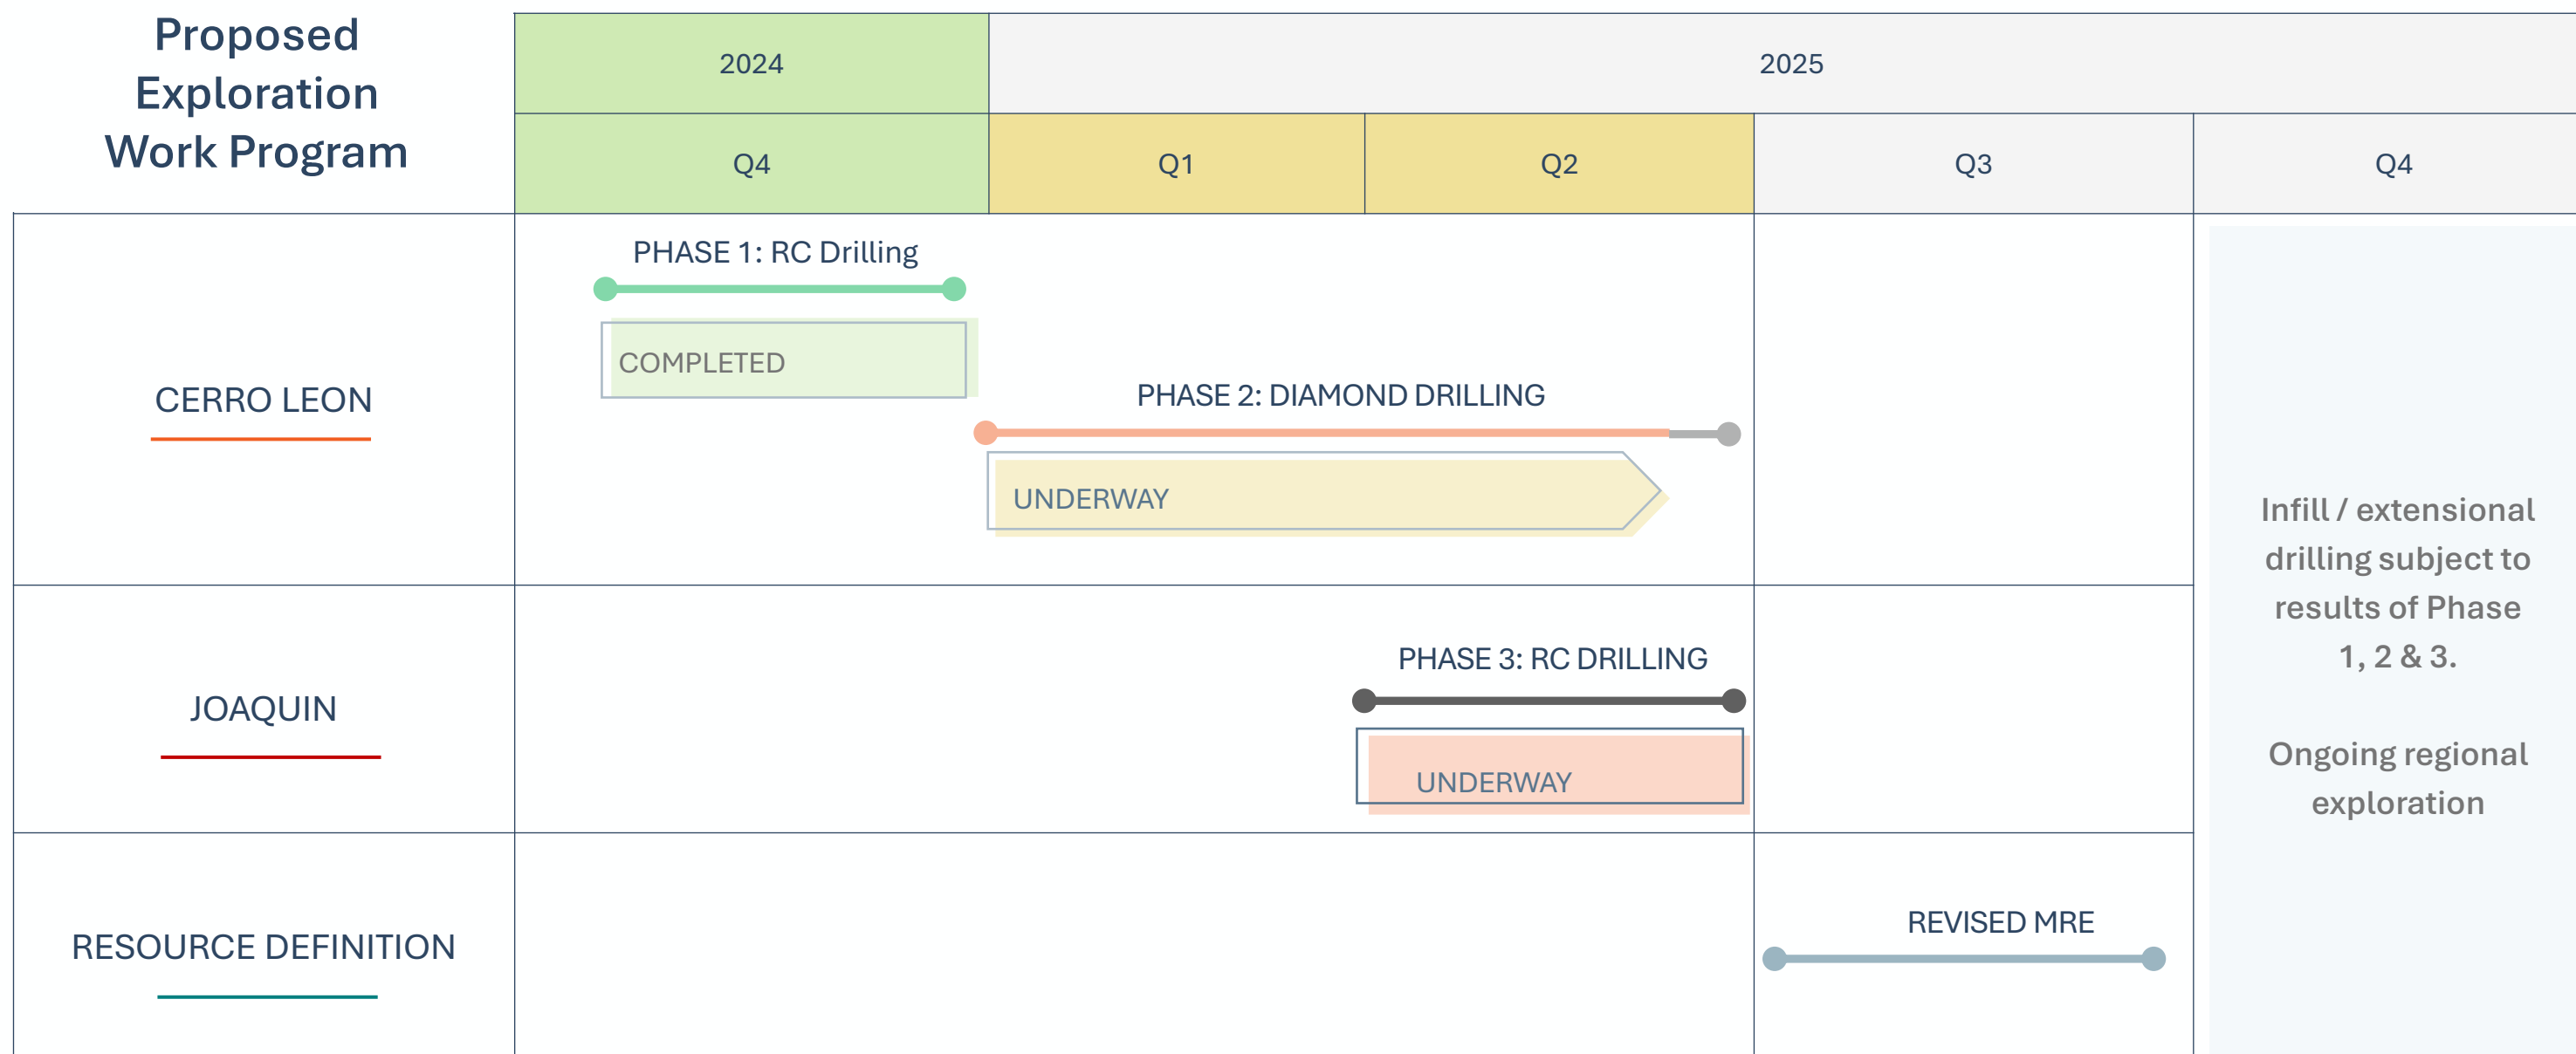 Proposed
Exploration
Work Program
2024
2025
Q4
Q1
Q2
Q3
Q4
CERRO LEON
PHASE 1: RC Drilling
COMPLETED
PHASE 2: DIAMOND DRILLING
UNDERWAY
JOAQUIN
PHASE 3: RC DRILLING
UNDERWAY
RESOURCE DEFINITION
REVISED MRE
Infill / extensional
drilling subject to
results of Phase
1, 2 & 3.
Ongoing regional
exploration